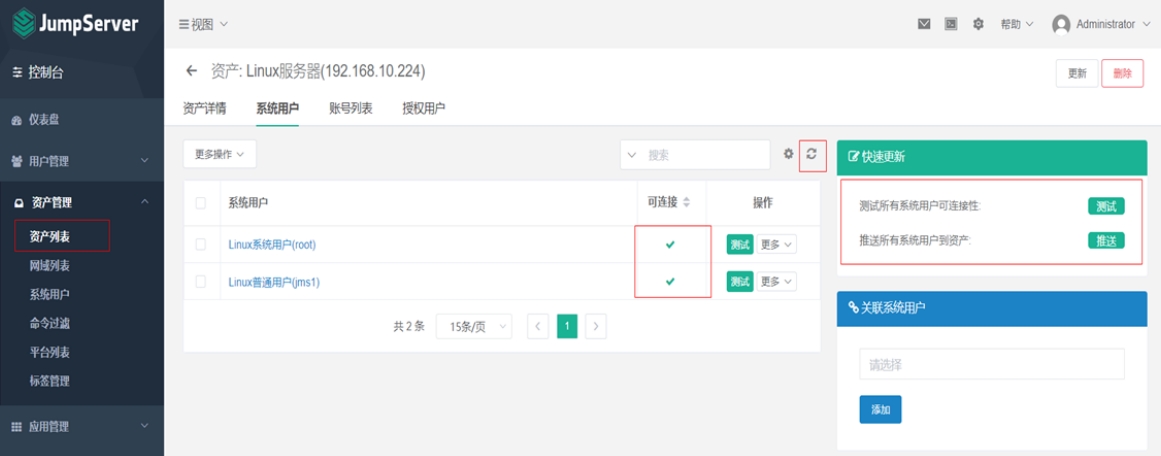 JumpServer
视图
帮助
Administrator
控制台
仪表盘
用户管理
资产管理
资产列表
网域列表
系统用户
命令过滤
平台列表
标签管理
应用管理
资产: Linux服务器(192.168.10.224)
更新
删除
资产详情 系统用户 账号列表 授权用户
更多操作
搜索
系统用户 可连接 操作
Linux系统用户(root) 测试 更多
Linux普通用户(jms1) 测试 更多
共 2 条 15条/页 1
快速更新
测试所有系统用户可连接性: 测试
推送所有系统用户到资产: 推送
关联系统用户
请选择
添加